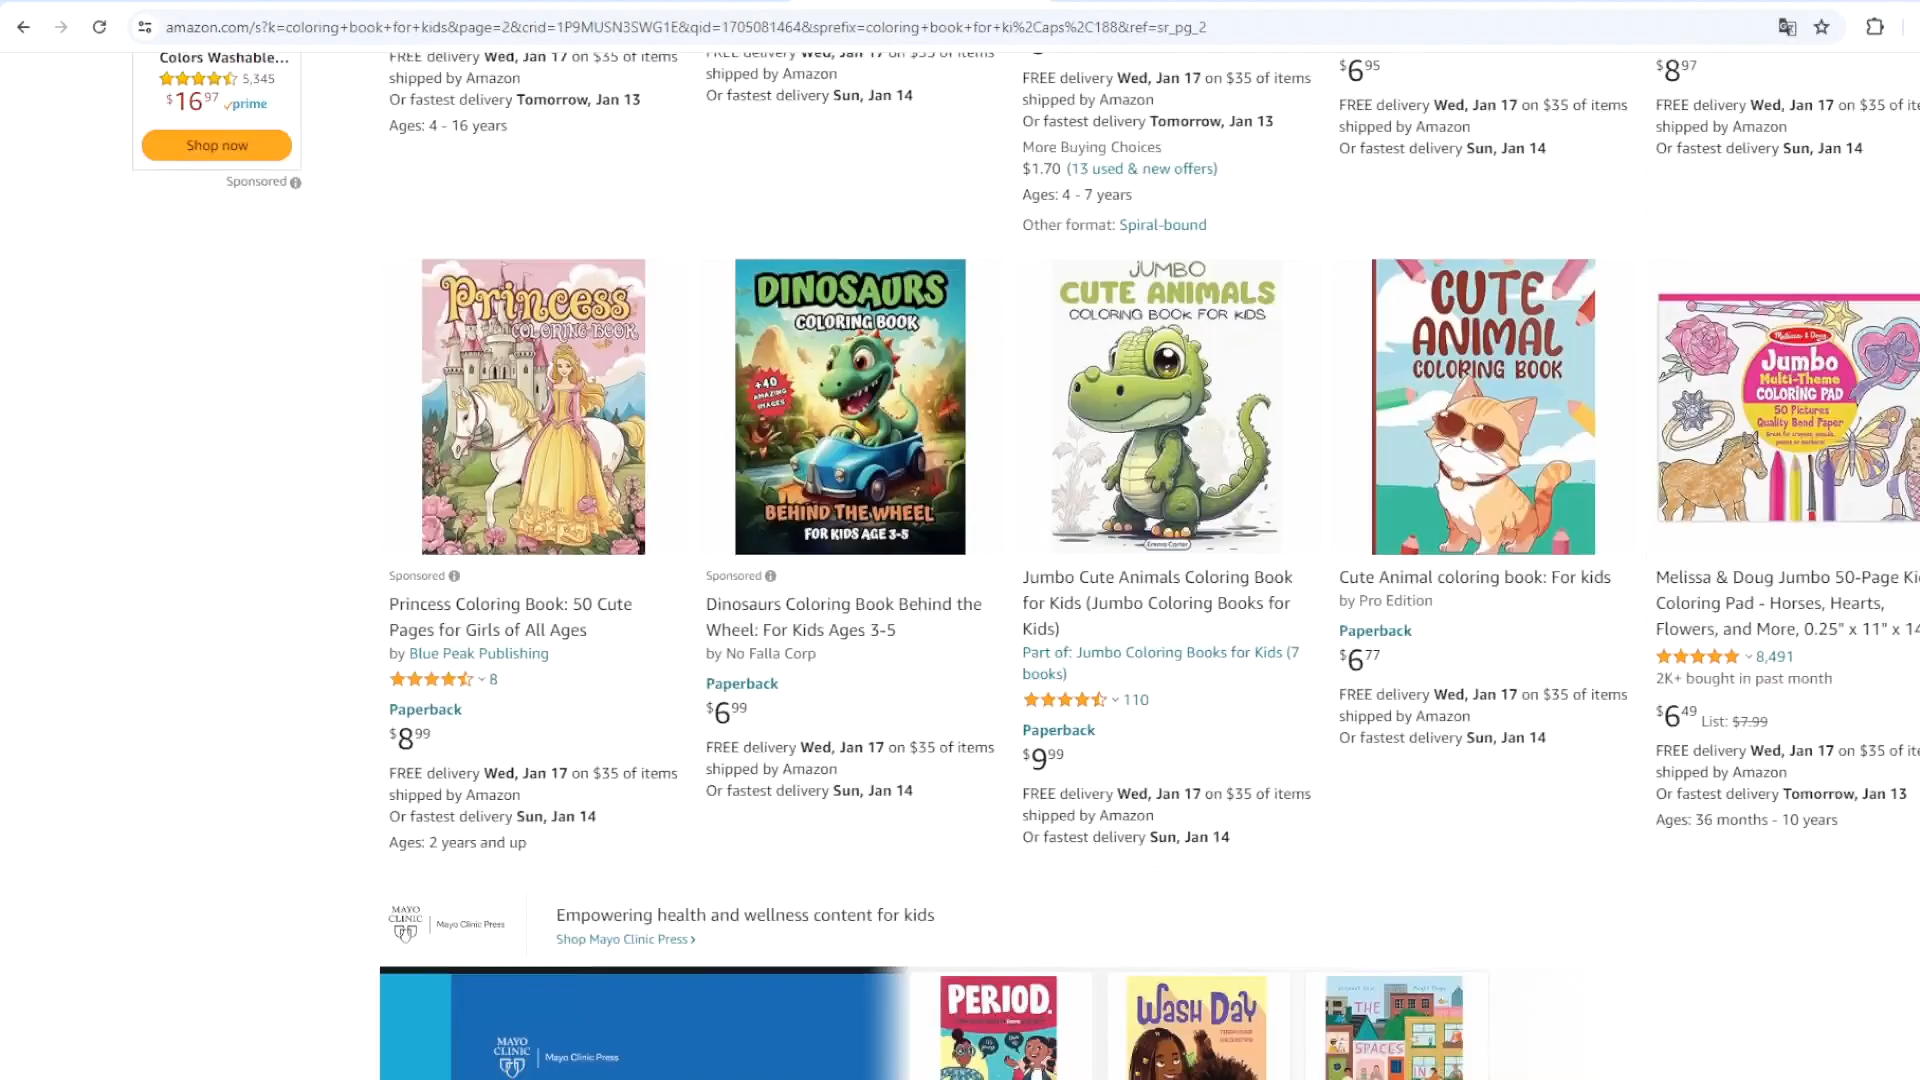 amazon.com/s?k=coloring+book+for+kids&page=2&crid=1P9MUSN3SWG1E&qid=1705081464&sprefix=coloring+book+for+ki%2Caps%2C188&ref=sr_pg_2
Colors Washable...
5,345
$16 97 prime
Shop now
Sponsored
FREE delivery Wed, Jan 17 on $35 of items
shipped by Amazon
Or fastest delivery Tomorrow, Jan 13
Ages: 4 - 16 years
FREE delivery Wed, Jan 17 on $35 of items
shipped by Amazon
Or fastest delivery Sun, Jan 14
FREE delivery Wed, Jan 17 on $35 of items
shipped by Amazon
Or fastest delivery Tomorrow, Jan 13
More Buying Choices
$1.70 (13 used & new offers)
Ages: 4 - 7 years
Other format: Spiral-bound
$6 95
FREE delivery Wed, Jan 17 on $35 of items
shipped by Amazon
Or fastest delivery Sun, Jan 14
$8 97
FREE delivery Wed, Jan 17 on $35 of ite
shipped by Amazon
Or fastest delivery Sun, Jan 14
Princess
COLORING BOOK
Sponsored
Princess Coloring Book: 50 Cute
Pages for Girls of All Ages
by Blue Peak Publishing
8
Paperback
$8 99
FREE delivery Wed, Jan 17 on $35 of items
shipped by Amazon
Or fastest delivery Sun, Jan 14
Ages: 2 years and up
DINOSAURS
COLORING BOOK
+40
AMAZING
IMAGES
BEHIND THE WHEEL
FOR KIDS AGE 3-5
Sponsored
Dinosaurs Coloring Book Behind the
Wheel: For Kids Ages 3-5
by No Falla Corp
Paperback
$6 99
FREE delivery Wed, Jan 17 on $35 of items
shipped by Amazon
Or fastest delivery Sun, Jan 14
JUMBO
CUTE ANIMALS
COLORING BOOK FOR KIDS
Emma Carter
Jumbo Cute Animals Coloring Book
for Kids (Jumbo Coloring Books for
Kids)
Part of: Jumbo Coloring Books for Kids (7
books)
110
Paperback
$9 99
FREE delivery Wed, Jan 17 on $35 of items
shipped by Amazon
Or fastest delivery Sun, Jan 14
CUTE
ANIMAL
COLORING BOOK
Cute Animal coloring book: For kids
by Pro Edition
Paperback
$6 77
FREE delivery Wed, Jan 17 on $35 of items
shipped by Amazon
Or fastest delivery Sun, Jan 14
Melissa & Doug
Jumbo
Multi-Theme
COLORING PAD
50 Pictures
Quality Bond Paper
Melissa & Doug Jumbo 50-Page Ki
Coloring Pad - Horses, Hearts,
Flowers, and More, 0.25" x 11" x 14
8,491
2K+ bought in past month
$6 49 List: $7.99
FREE delivery Wed, Jan 17 on $35 of ite
shipped by Amazon
Or fastest delivery Tomorrow, Jan 13
Ages: 36 months - 10 years
MAYO
CLINIC
Mayo Clinic Press
Empowering health and wellness content for kids
Shop Mayo Clinic Press ›
MAYO
CLINIC
Mayo Clinic Press
PERIOD.
Wash Day
THE
SPACES
IN